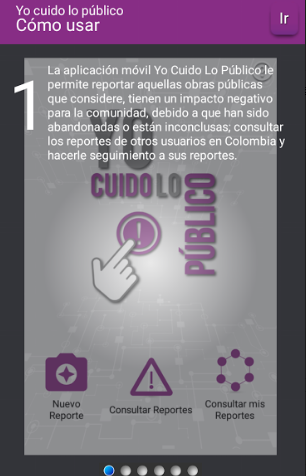 Yo cuido lo público
Cómo usar
Ir
1
La aplicación móvil Yo Cuido Lo Público le
permite reportar aquellas obras públicas
que considere, tienen un impacto negativo
para la comunidad, debido a que han sido
abandonadas o están inconclusas; consultar
los reportes de otros usuarios en Colombia y
hacerle seguimiento a sus reportes.
YO
CUIDO LO
PÚBLICO
Nuevo
Reporte
Consultar Reportes
Consultar mis
Reportes